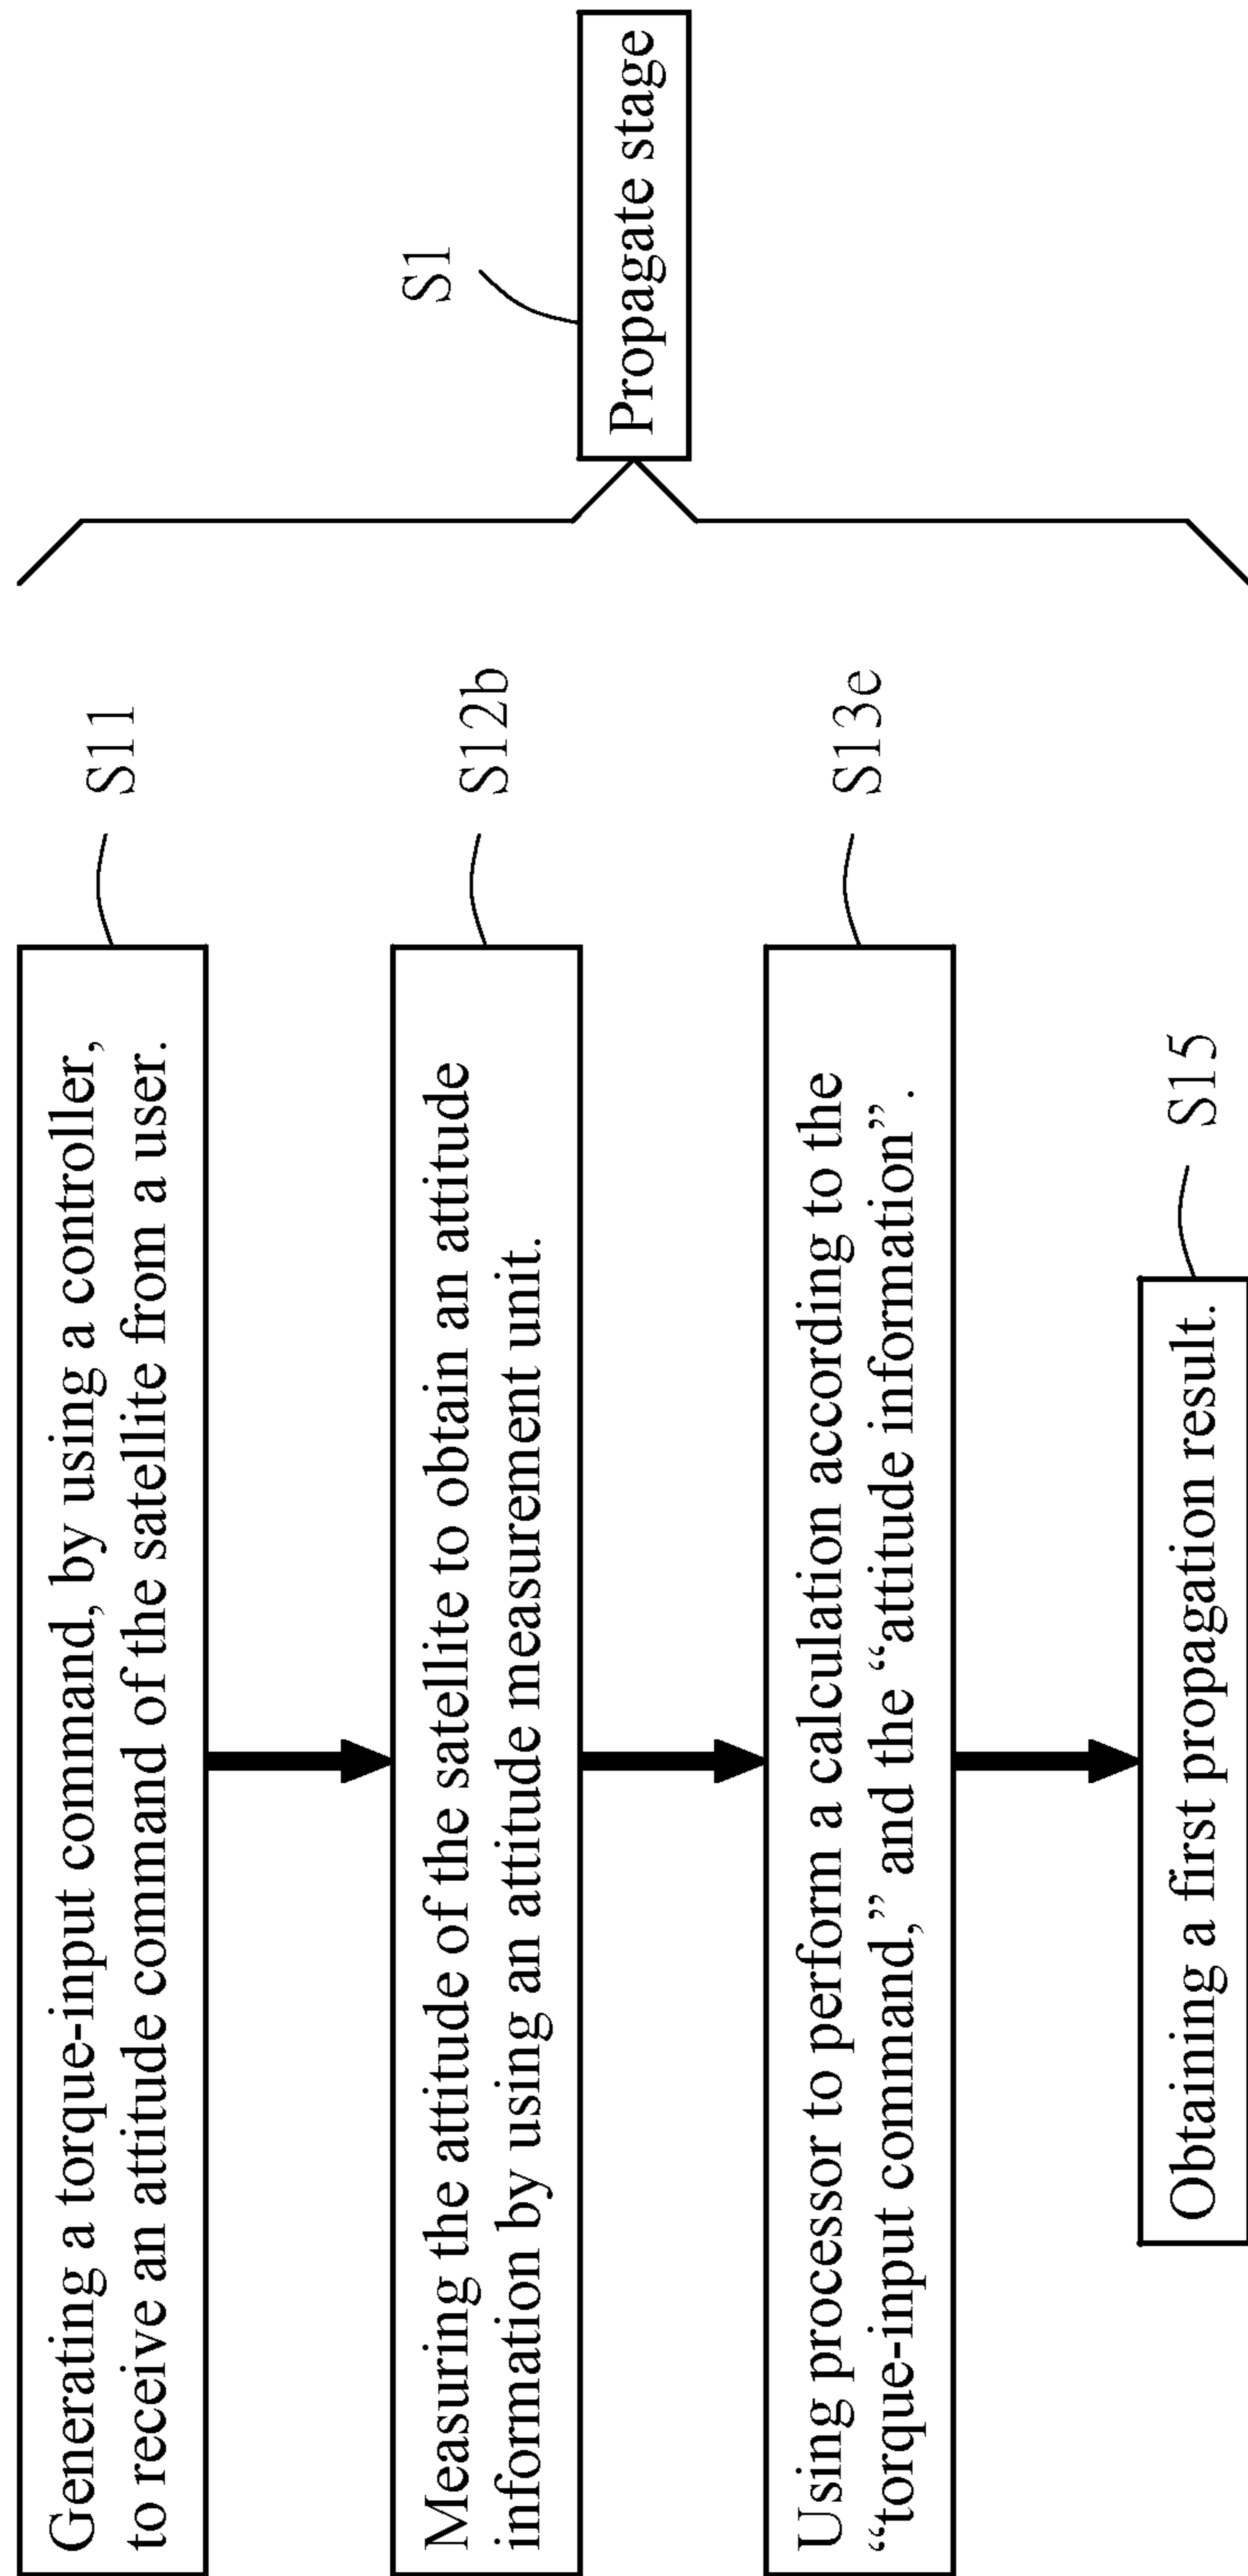 Generating a torque-input command, by using a controller,
to receive an attitude command of the satellite from a user.
S11
Measuring the attitude of the satellite to obtain an attitude
information by using an attitude measurement unit.
S12b
Using processor to perform a calculation according to the
“torque-input command,” and the “attitude information”.
S13e
Obtaining a first propagation result.
S15
S1
Propagate stage